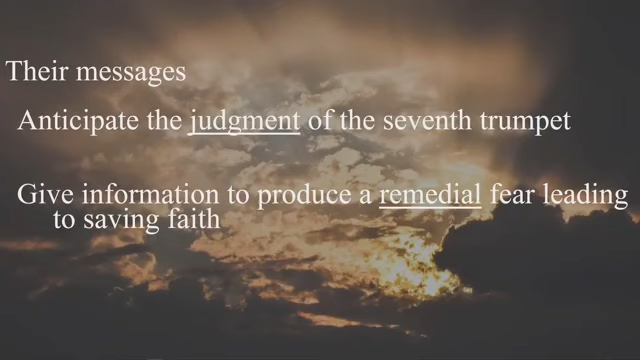 Their messages
Anticipate the judgment of the seventh trumpet
Give information to produce a remedial fear leading
to saving faith